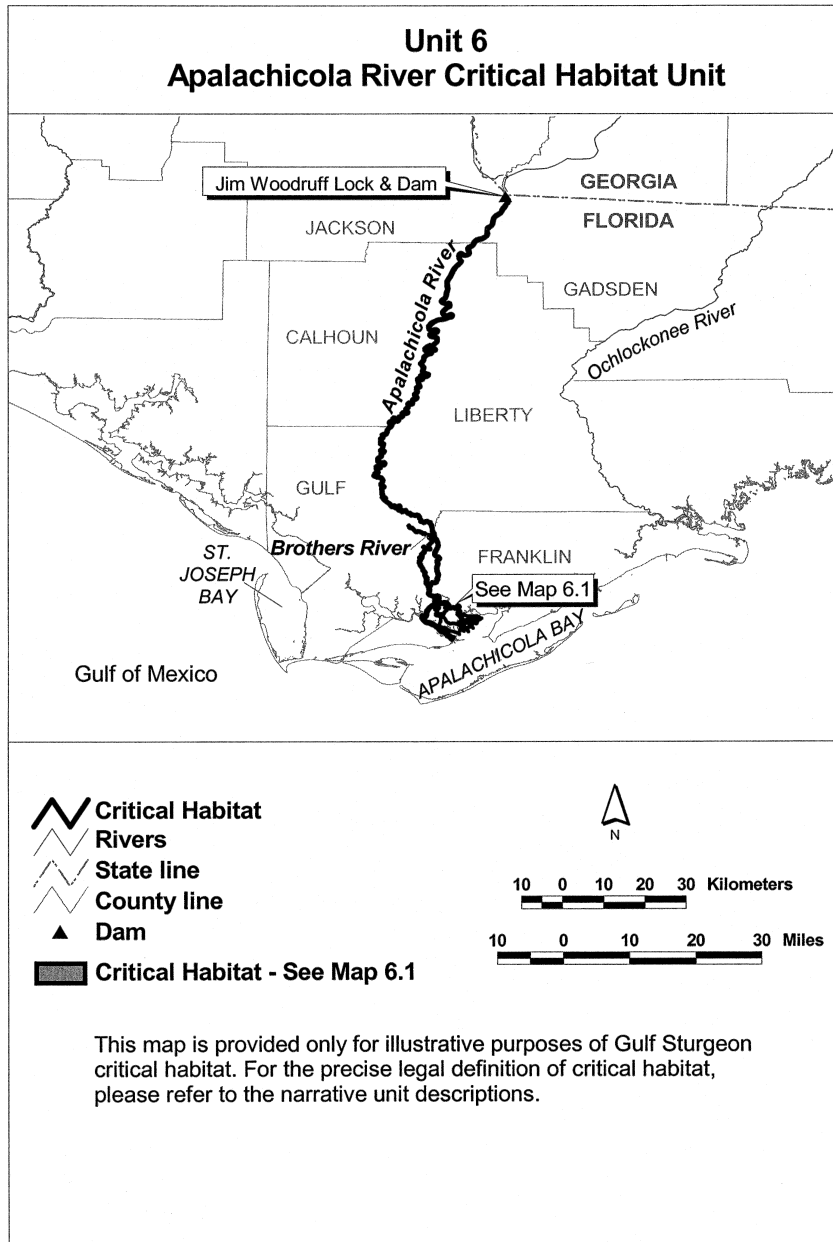 Unit 6
Apalachicola River Critical Habitat Unit
Jim Woodruff Lock & Dam
GEORGIA
FLORIDA
JACKSON
GADSDEN
Apalachicola River
CALHOUN
Ochlockonee River
LIBERTY
GULF
Brothers River
FRANKLIN
ST.
JOSEPH
BAY
See Map 6.1
APALACHICOLA BAY
Gulf of Mexico
Critical Habitat
Rivers
State line
County line
Dam
Critical Habitat - See Map 6.1
N
10 0 10 20 30 Kilometers
10 0 10 20 30 Miles
This map is provided only for illustrative purposes of Gulf Sturgeon
critical habitat. For the precise legal definition of critical habitat,
please refer to the narrative unit descriptions.